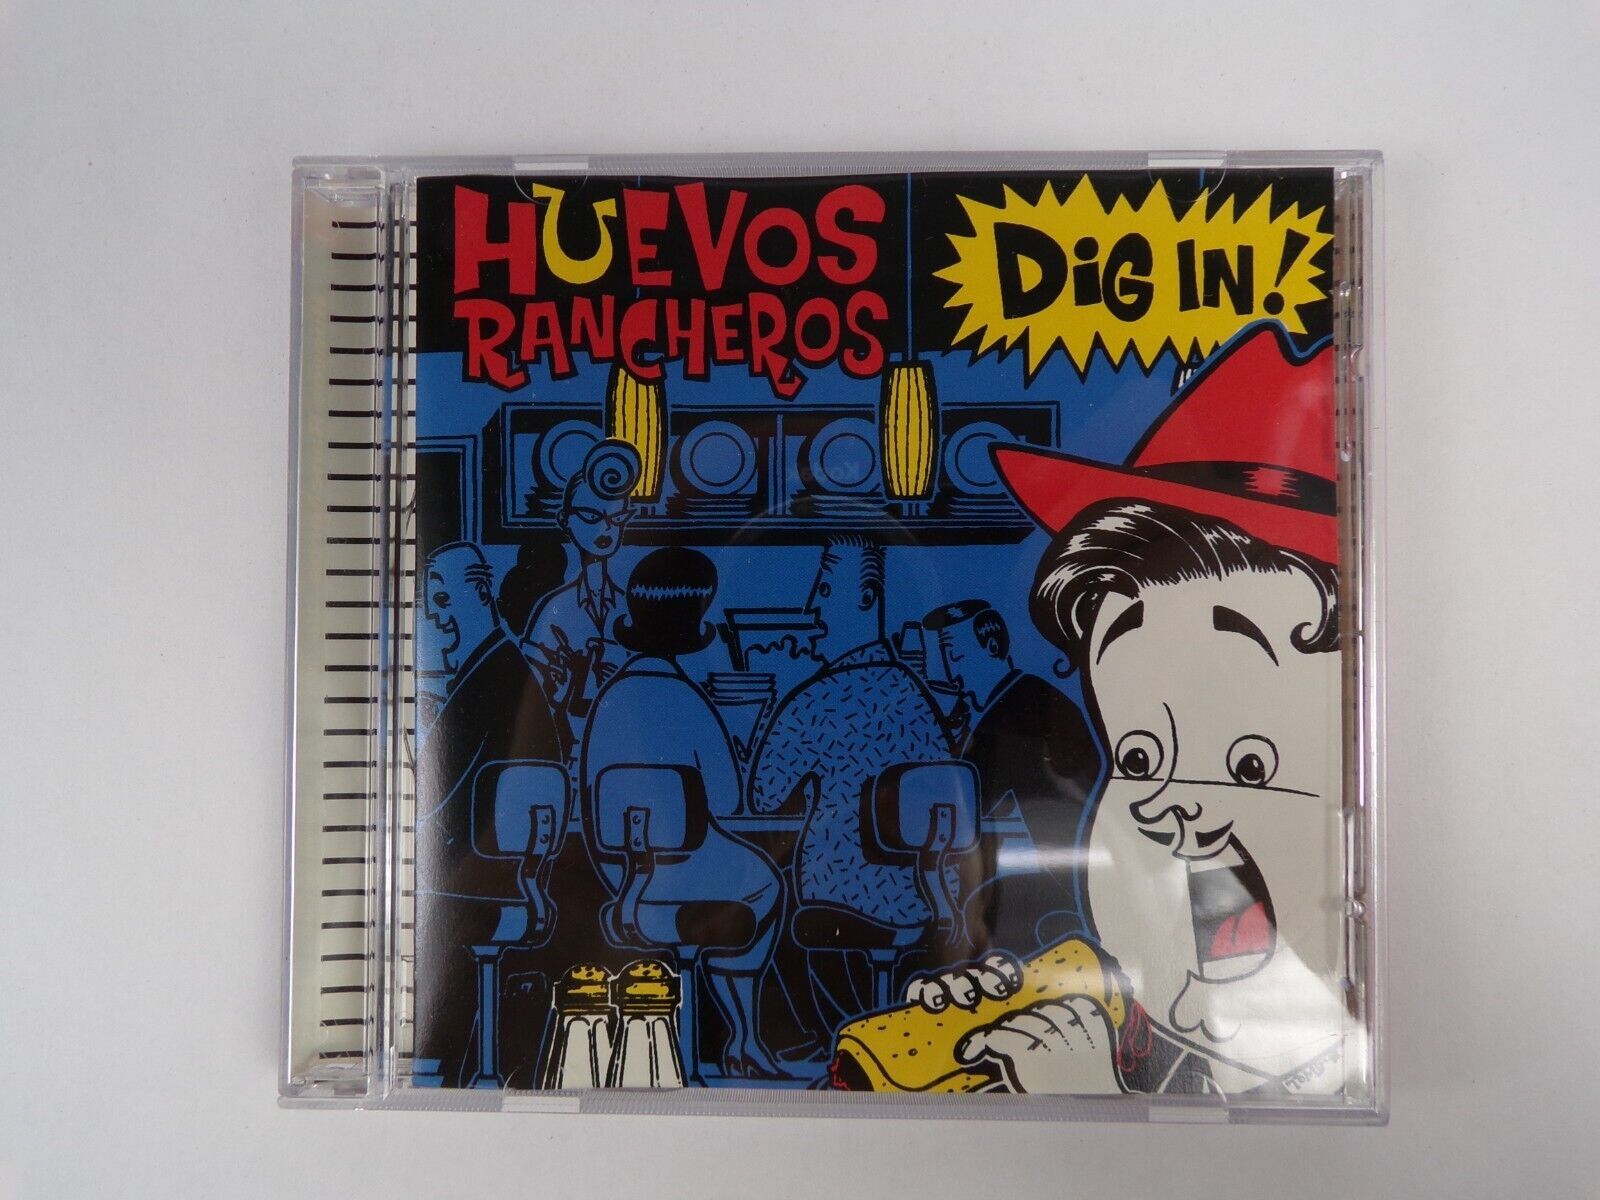 HUEVOS
RANCHEROS
DiG IN!